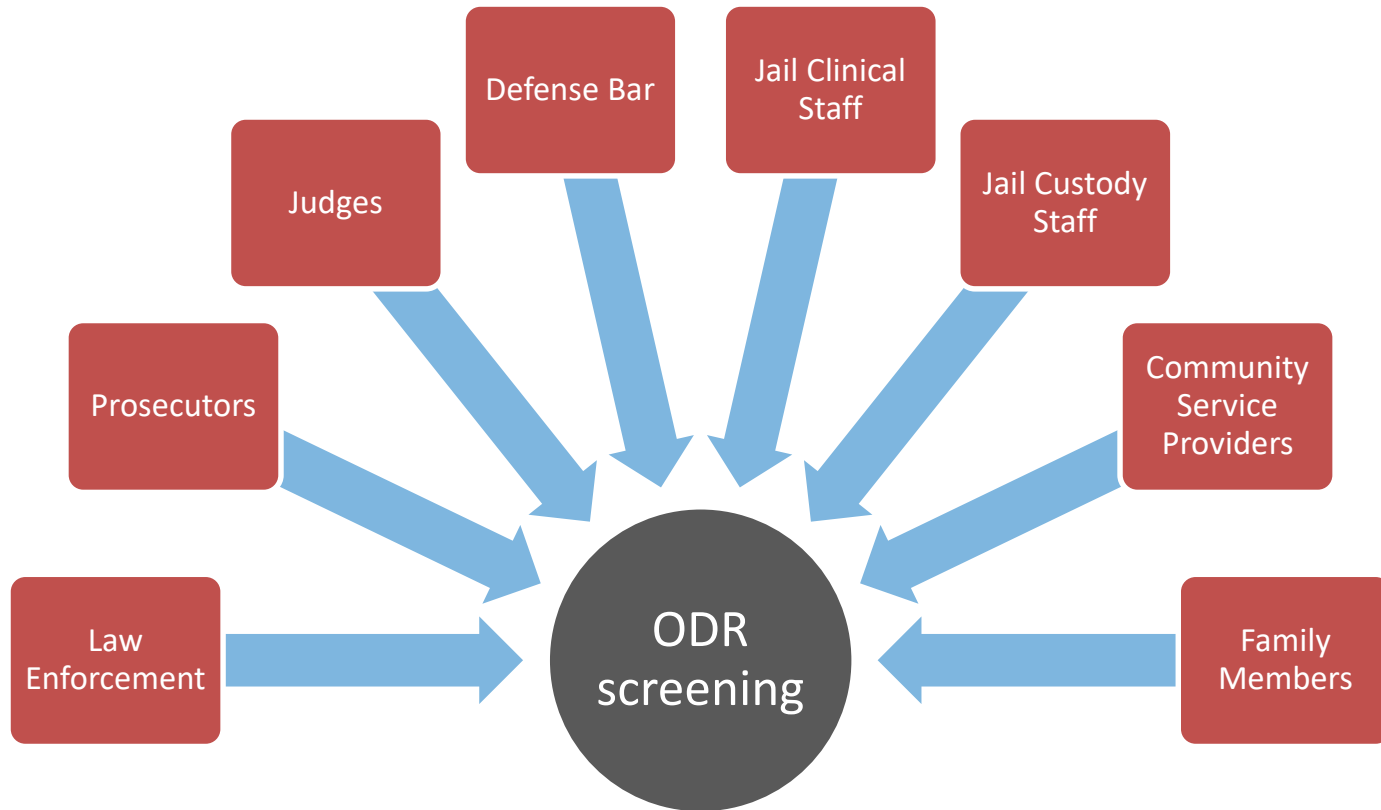 Defense Bar
Jail Clinical
Staff
Judges
Jail Custody
Staff
Prosecutors
Community
Service
Providers
Law
Enforcement
ODR
screening
Family
Members